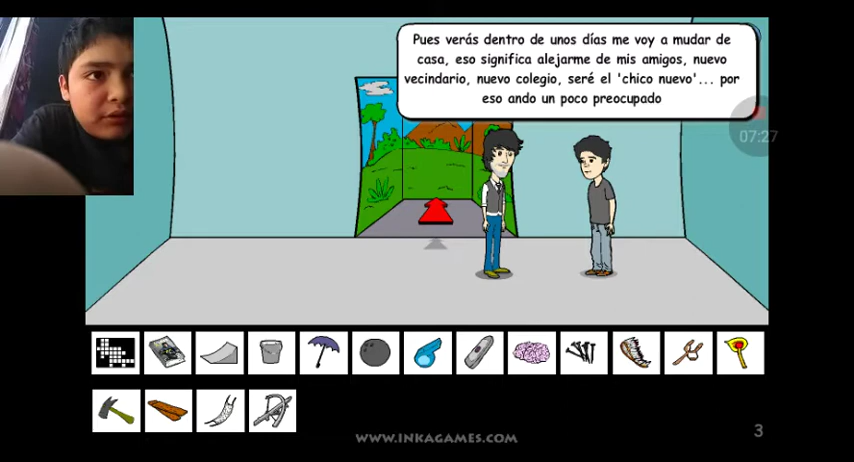 Pues verás dentro de unos días me voy a mudar de
casa, eso significa alejarme de mis amigos, nuevo
vecindario, nuevo colegio, seré el 'chico nuevo'... por
eso ando un poco preocupado
07:27
WWW.INKAGAMES.COM
3